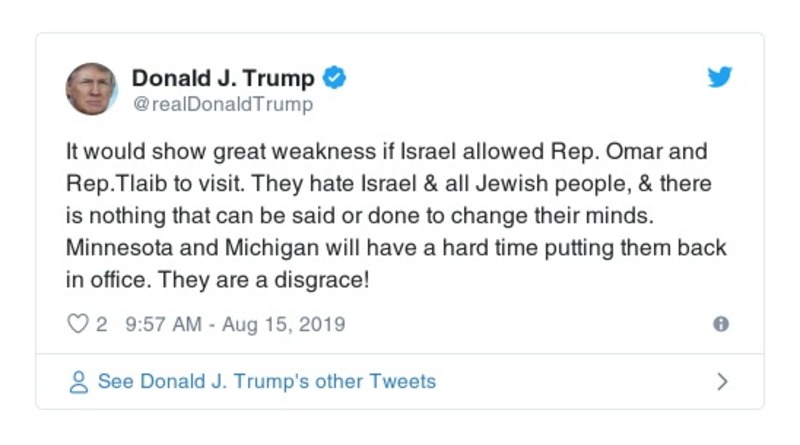 Donald J. Trump
@realDonaldTrump
It would show great weakness if Israel allowed Rep. Omar and
Rep.Tlaib to visit. They hate Israel & all Jewish people, & there
is nothing that can be said or done to change their minds.
Minnesota and Michigan will have a hard time putting them back
in office. They are a disgrace!
2 9:57 AM - Aug 15, 2019
See Donald J. Trump's other Tweets